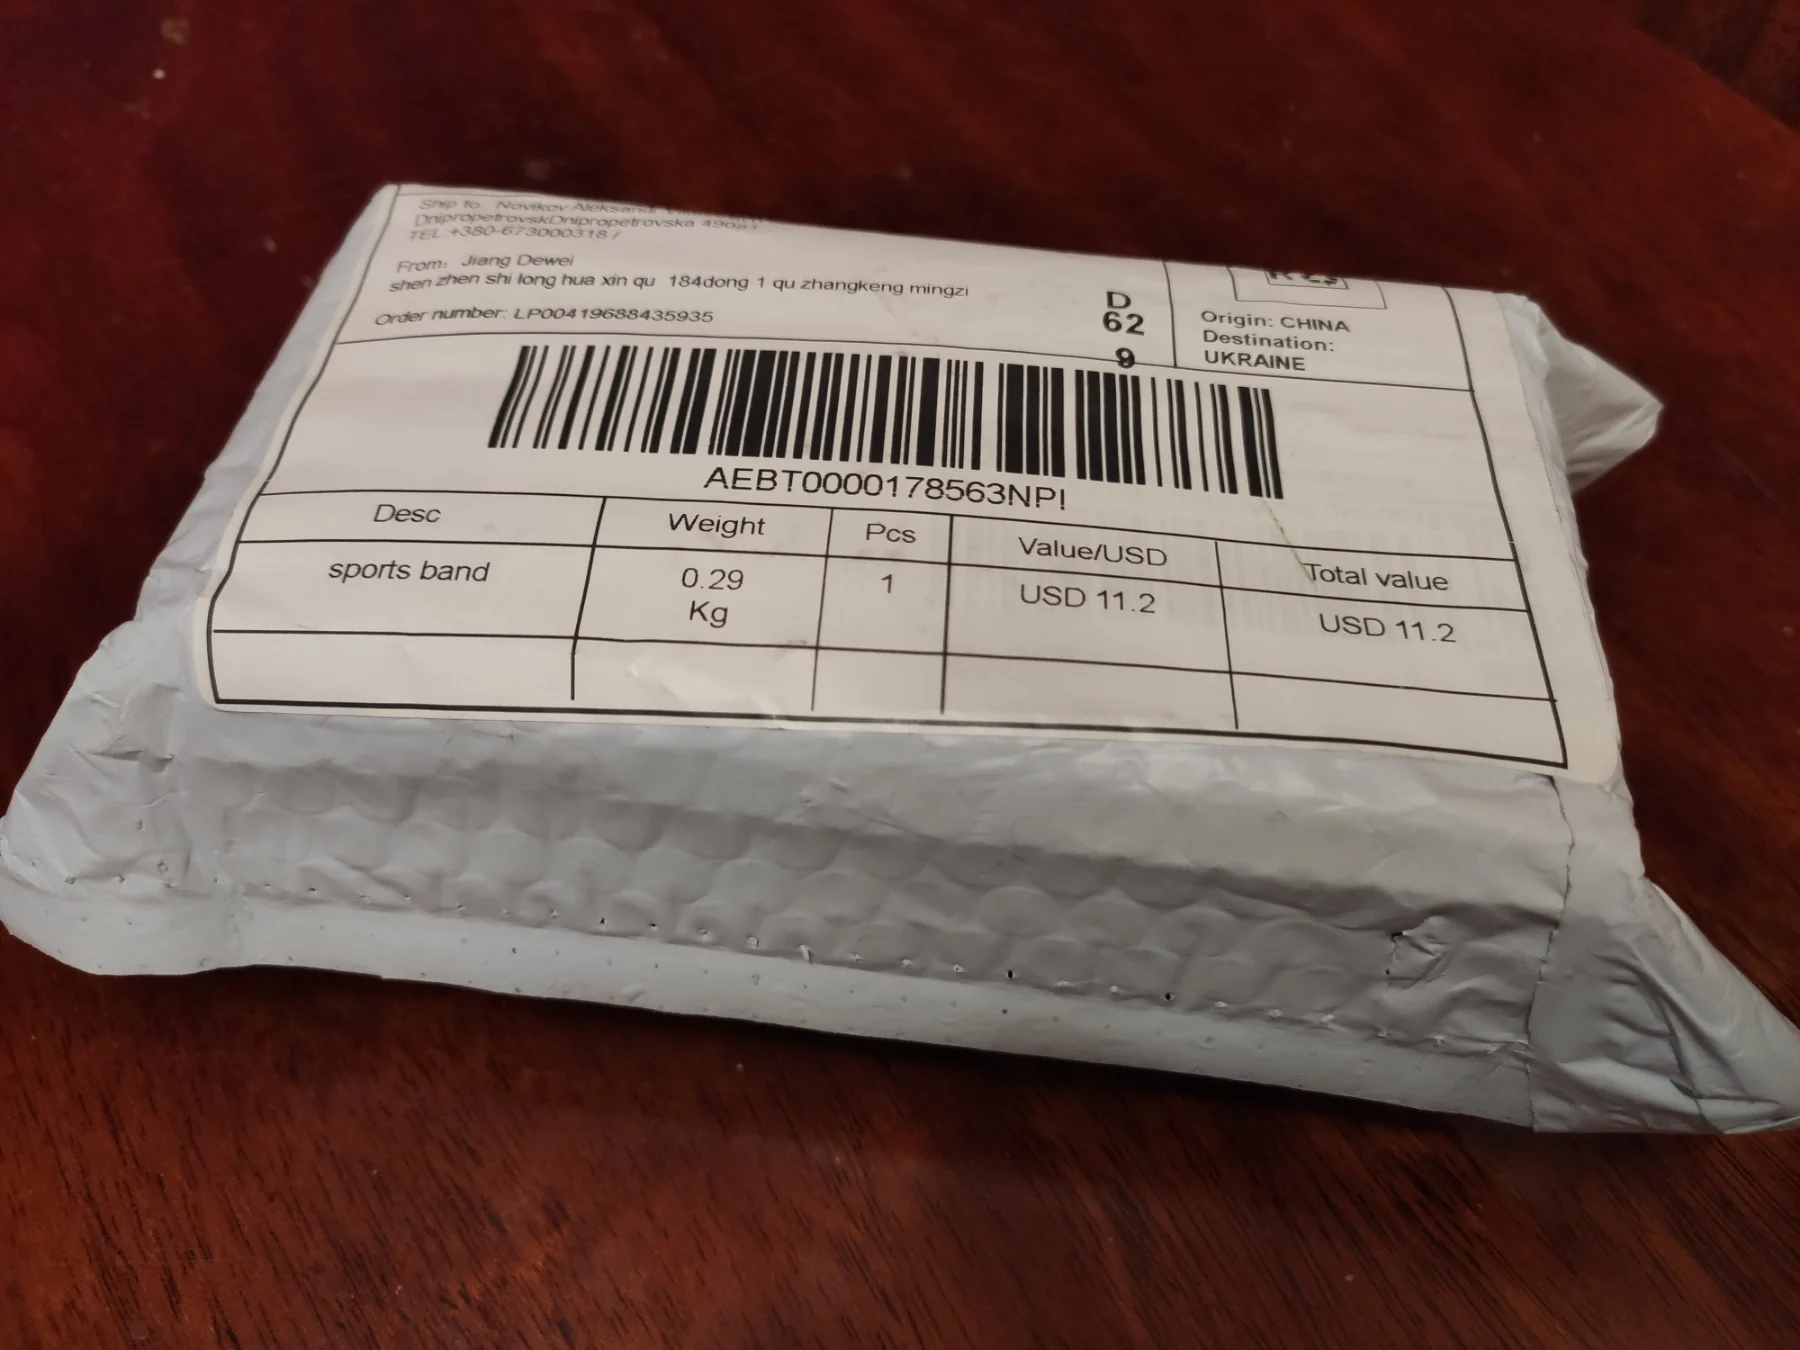 Ship to: Novikov Aleksandr
DnipropetrovskDnipropetrovska
TEL +380-673000318 /
From: Jiang Dewei
shen zhen shi long hua xin qu 184dong 1 qu zhangkeng mingzi
Order number: LP00419688435935
D
62
9
Origin: CHINA
Destination:
UKRAINE
AEBT0000178563NPI
Desc Weight Pcs Value/USD Total value
sports band 0.29 1 USD 11.2 USD 11.2
Kg